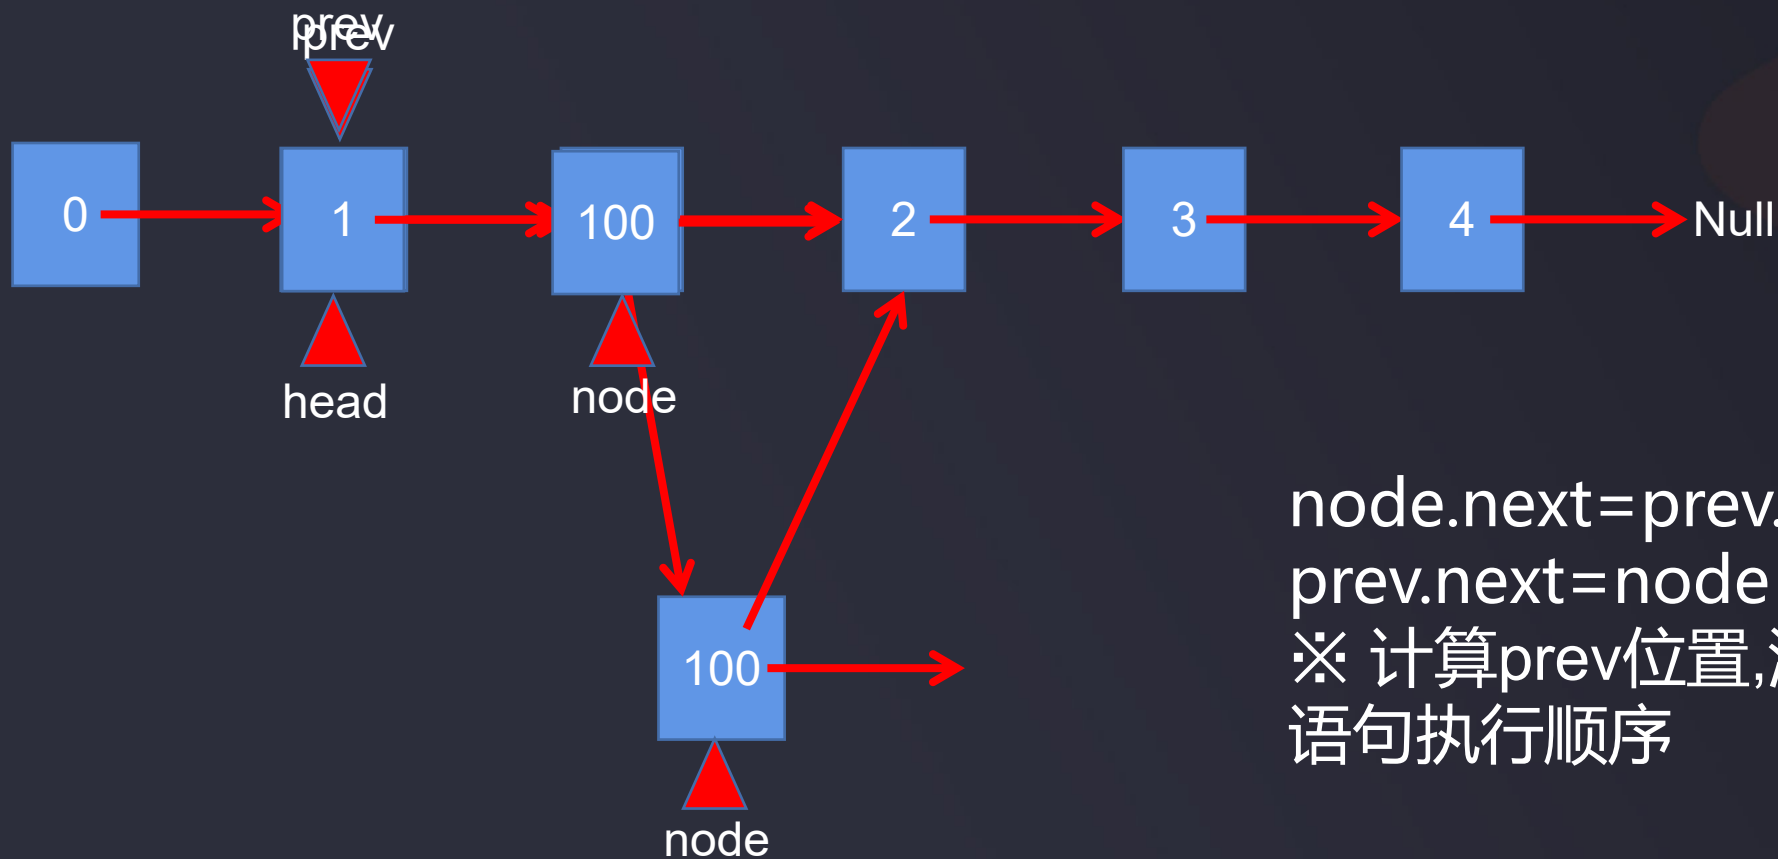 prev
prev
0
1
100
2
3
4
Null
head
node
node.next=prev.
prev.next=node
※ 计算prev位置,
语句执行顺序
100
node